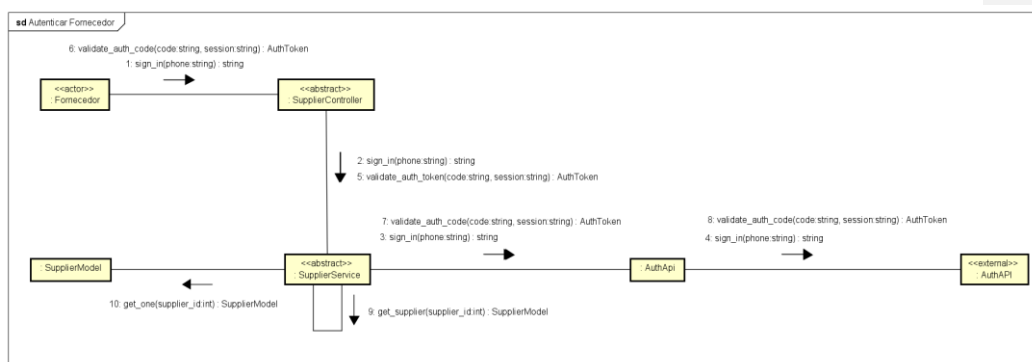 sd Autenticar Fornecedor
6: validate_auth_code(code:string, session:string) : AuthToken
1: sign_in(phone:string) : string
<<actor>>
: Fornecedor
<<abstract>>
: SupplierController
2: sign_in(phone:string) : string
5: validate_auth_token(code:string, session:string) : AuthToken
7: validate_auth_code(code:string, session:string) : AuthToken
3: sign_in(phone:string) : string
8: validate_auth_code(code:string, session:string) : AuthToken
4: sign_in(phone:string) : string
: SupplierModel
<<abstract>>
: SupplierService
: AuthApi
<<external>>
: AuthAPI
10: get_one(supplier_id:int) : SupplierModel
9: get_supplier(supplier_id:int) : SupplierModel